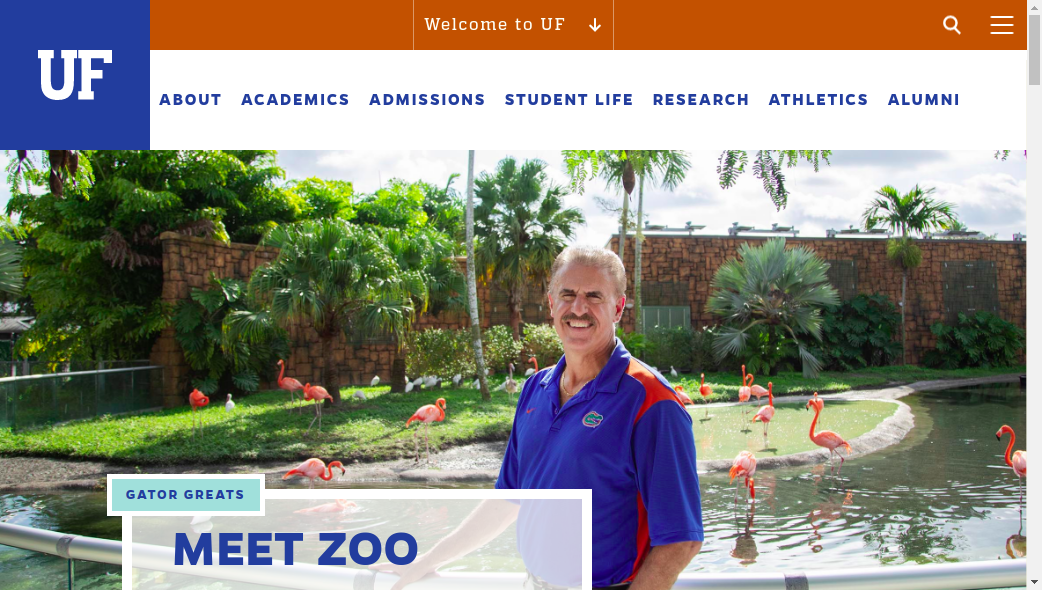 UF
Welcome to UF
ABOUT ACADEMICS ADMISSIONS STUDENT LIFE RESEARCH ATHLETICS ALUMNI
GATOR GREATS
MEET ZOO